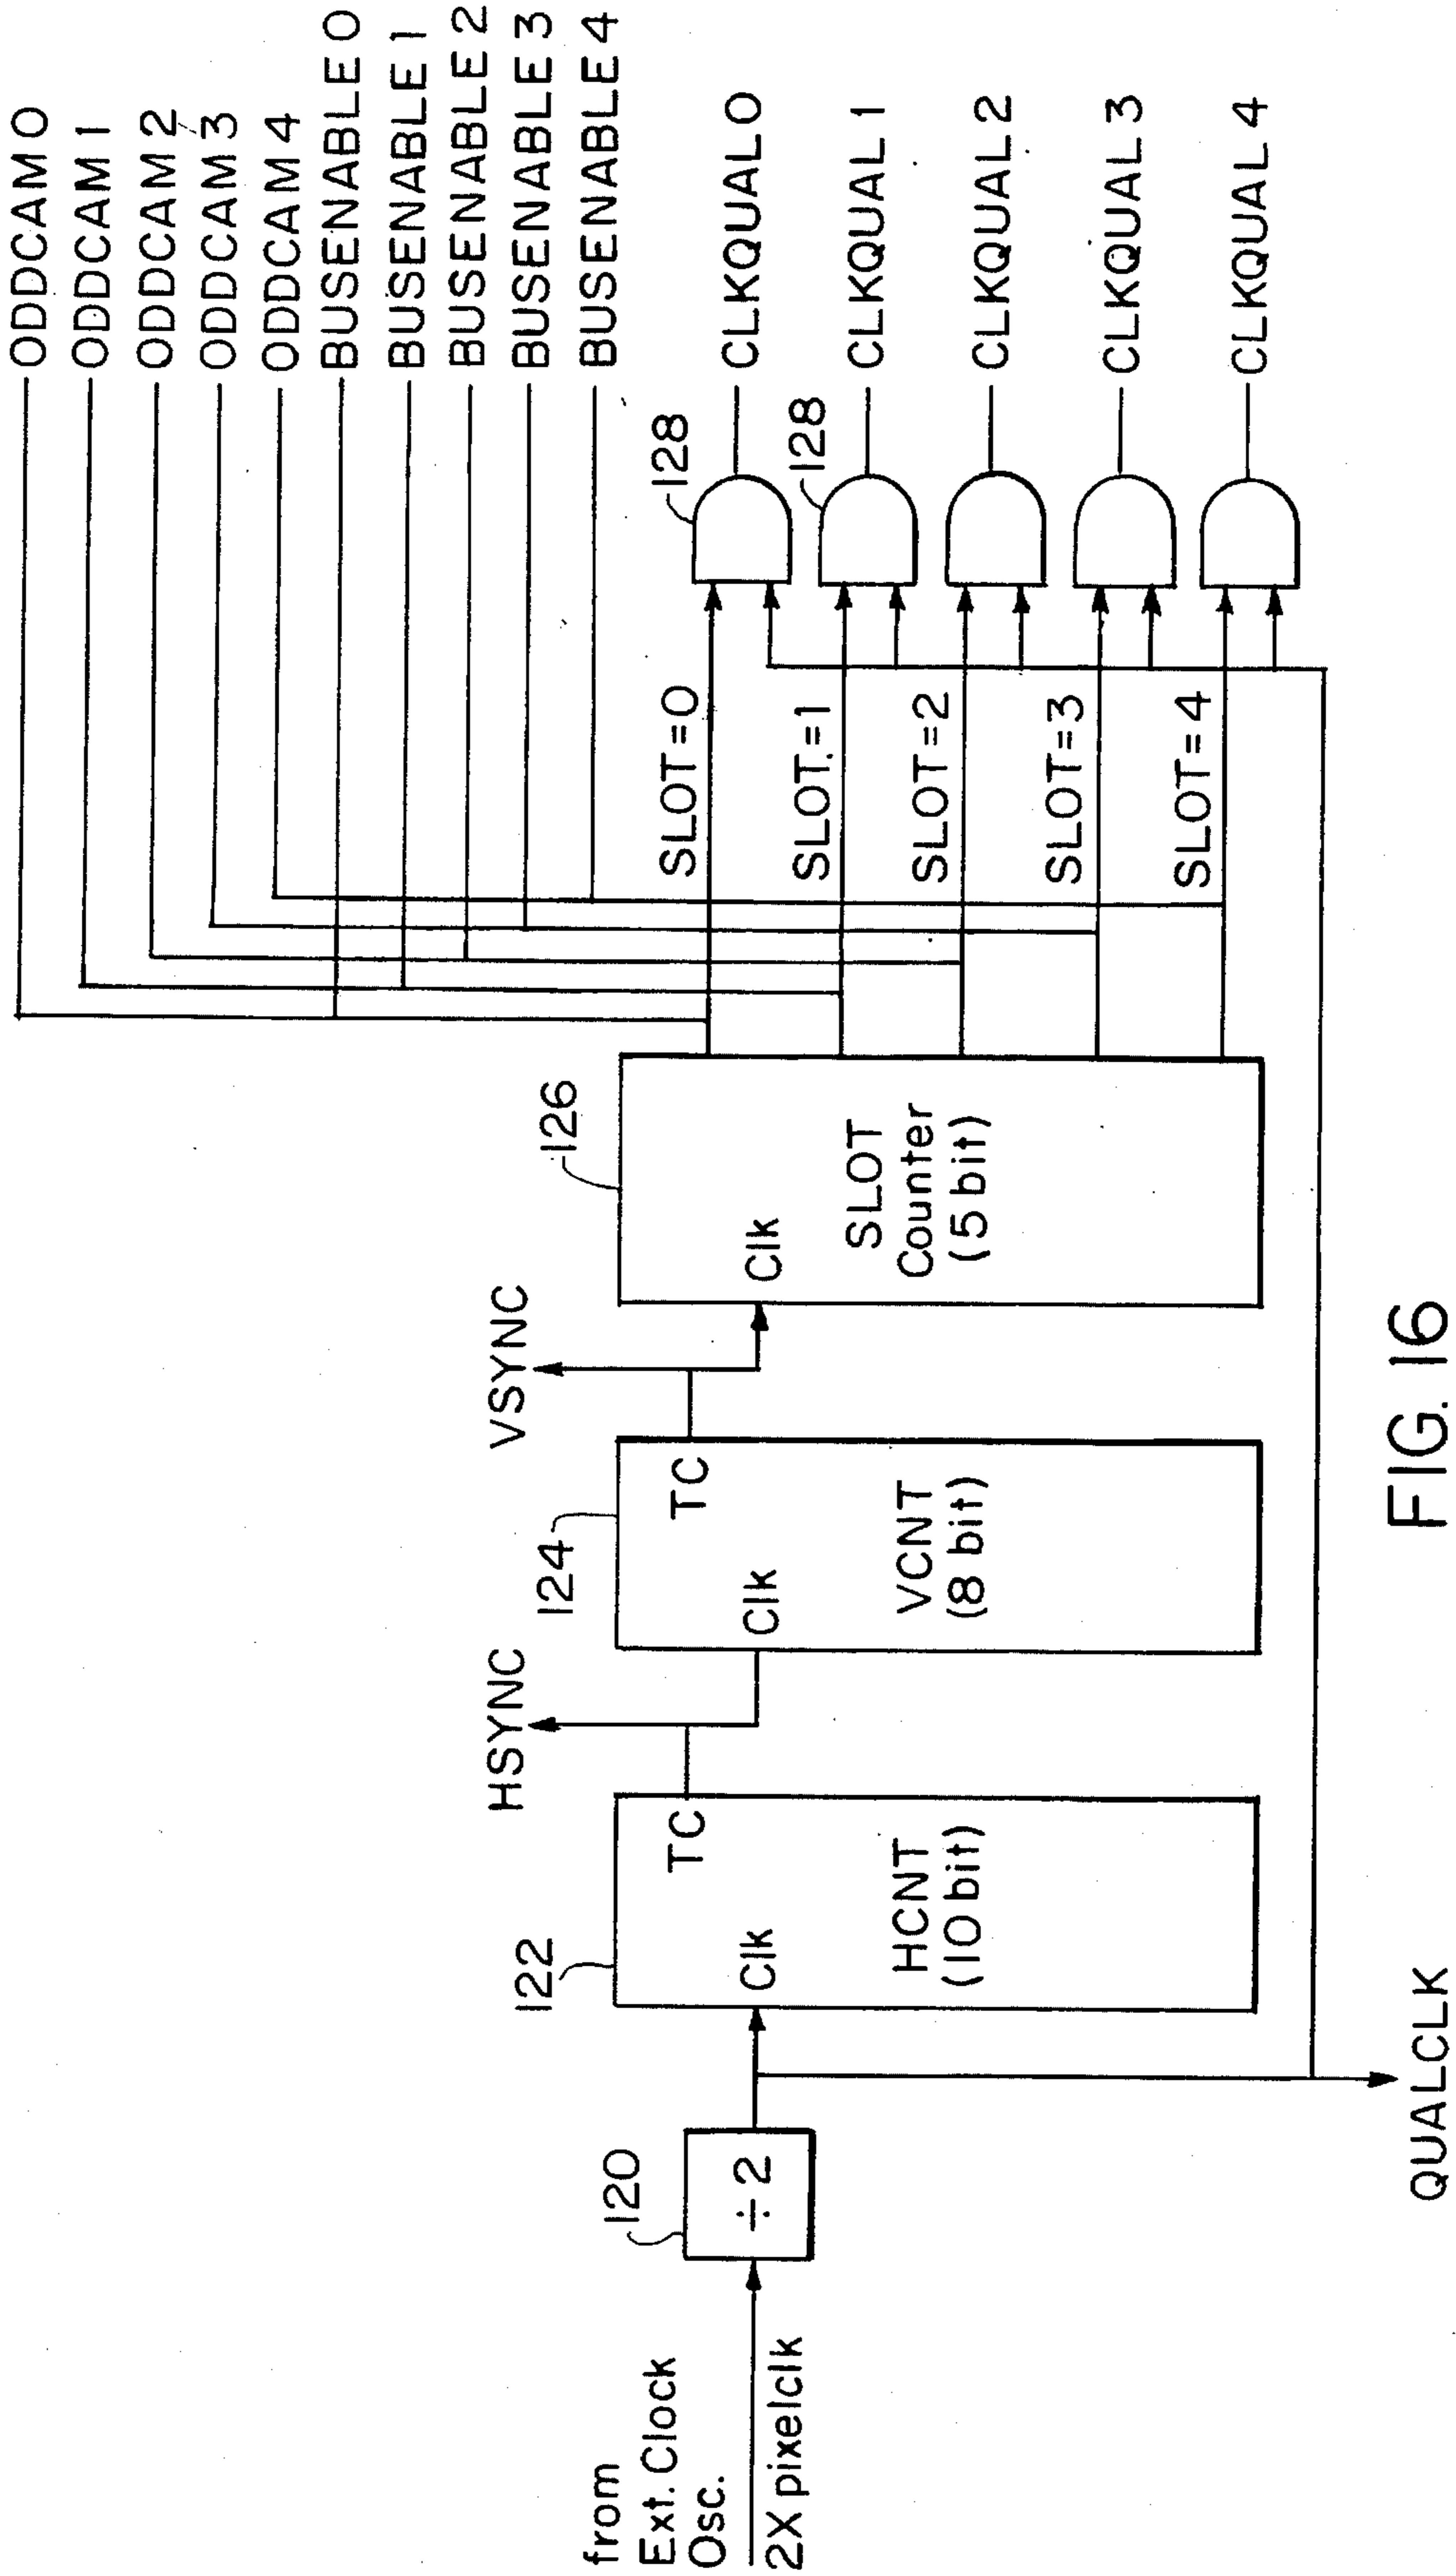 ODDCAM 0
ODDCAM 1
ODDCAM 2
ODDCAM 3
ODDCAM 4
BUSENABLE 0
BUSENABLE 1
BUSENABLE 2
BUSENABLE 3
BUSENABLE 4
from
Ext. Clock
Osc.
2X pixelclk
120
÷2
QUALCLK
122
Clk
TC
HCNT
(10 bit)
HSYNC
124
Clk
TC
VCNT
(8 bit)
VSYNC
126
Clk
SLOT
Counter
(5 bit)
SLOT=0
SLOT=1
SLOT=2
SLOT=3
SLOT=4
128
128
CLKQUAL0
CLKQUAL 1
CLKQUAL 2
CLKQUAL 3
CLKQUAL 4
FIG. 16